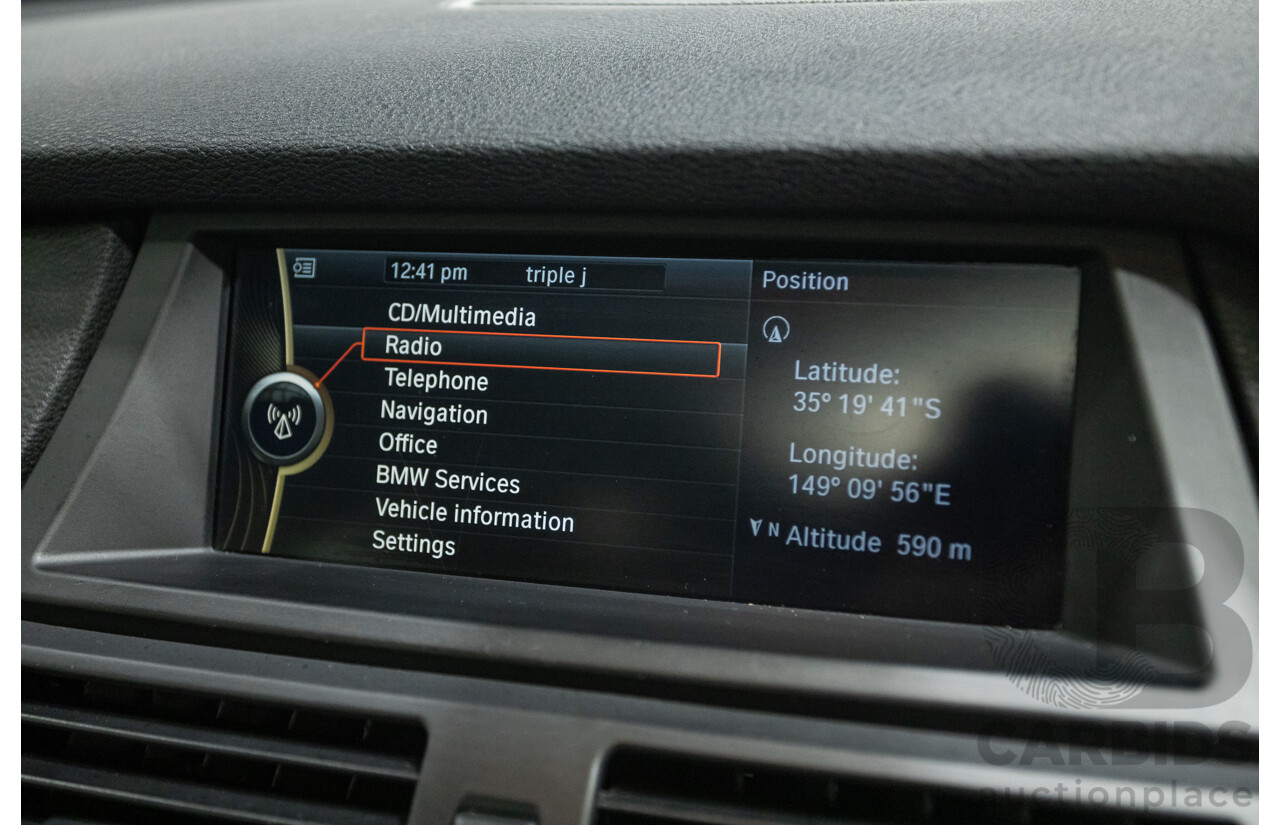 12:41 pm triple j
CD/Multimedia
Radio
Telephone
Navigation
Office
BMW Services
Vehicle information
Settings
Position
Latitude:
35° 19' 41"S
Longitude:
149° 09' 56"E
N Altitude 590 m
CARBIDS
auctionplace